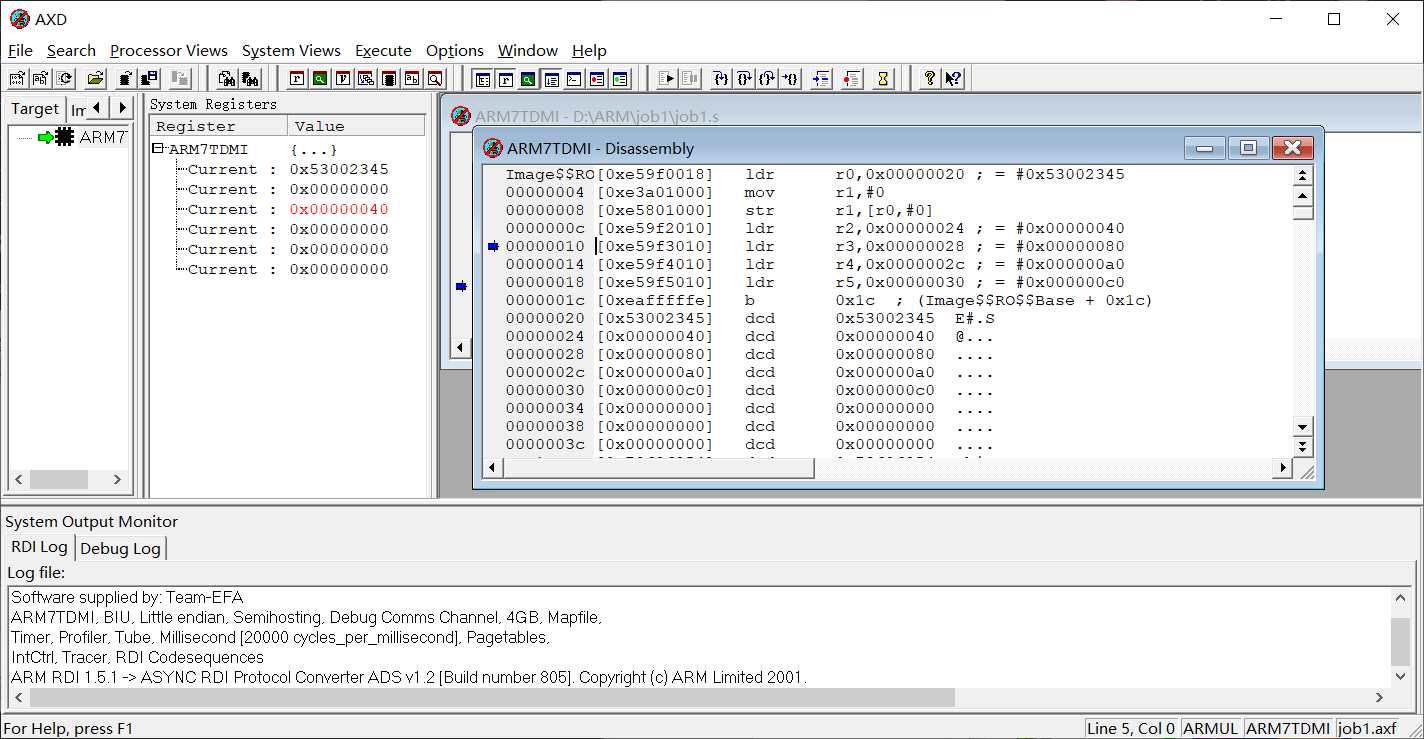 AXD
File Search Processor Views System Views Execute Options Window Help
Target
System Registers
Register Value
ARM7TDMI {...}
Current : 0x53002345
Current : 0x00000000
Current : 0x00000040
Current : 0x00000000
Current : 0x00000000
Current : 0x00000000
ARM7TDMI - D:\ARM\job1\job1.s
ARM7TDMI - Disassembly
Image$$RO[0xe59f0018] ldr r0,0x00000020 ; = #0x53002345
00000004 [0xe3a01000] mov r1,#0
00000008 [0xe5801000] str r1,[r0,#0]
0000000c [0xe59f2010] ldr r2,0x00000024 ; = #0x00000040
00000010 [0xe59f3010] ldr r3,0x00000028 ; = #0x00000080
00000014 [0xe59f4010] ldr r4,0x0000002c ; = #0x000000a0
00000018 [0xe59f5010] ldr r5,0x00000030 ; = #0x000000c0
0000001c [0xeafffffe] b 0x1c ; (Image$$RO$$Base + 0x1c)
00000020 [0x53002345] dcd 0x53002345 E#.S
00000024 [0x00000040] dcd 0x00000040 @...
00000028 [0x00000080] dcd 0x00000080 ....
0000002c [0x000000a0] dcd 0x000000a0 ....
00000030 [0x000000c0] dcd 0x000000c0 ....
00000034 [0x00000000] dcd 0x00000000 ....
00000038 [0x00000000] dcd 0x00000000 ....
0000003c [0x00000000] dcd 0x00000000 ....
System Output Monitor
RDI Log Debug Log
Log file:
Software supplied by: Team-EFA
ARM7TDMI, BIU, Little endian, Semihosting, Debug Comms Channel, 4GB, Mapfile,
Timer, Profiler, Tube, Millisecond [20000 cycles_per_millisecond], Pagetables,
IntCtrl, Tracer, RDI Codesequences
ARM RDI 1.5.1 -> ASYNC RDI Protocol Converter ADS v1.2 [Build number 805]. Copyright (c) ARM Limited 2001.
For Help, press F1
Line 5, Col 0 ARMUL ARM7TDMI job1.axf